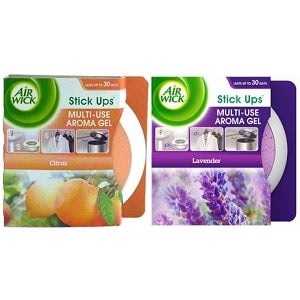 LASTS UP TO 30 DAYS
AIR
WICK
Stick Ups®
MULTI-USE
AROMA GEL
Citrus
LASTS UP TO 30 DAYS
AIR
WICK
Stick Ups®
MULTI-USE
AROMA GEL
Lavender